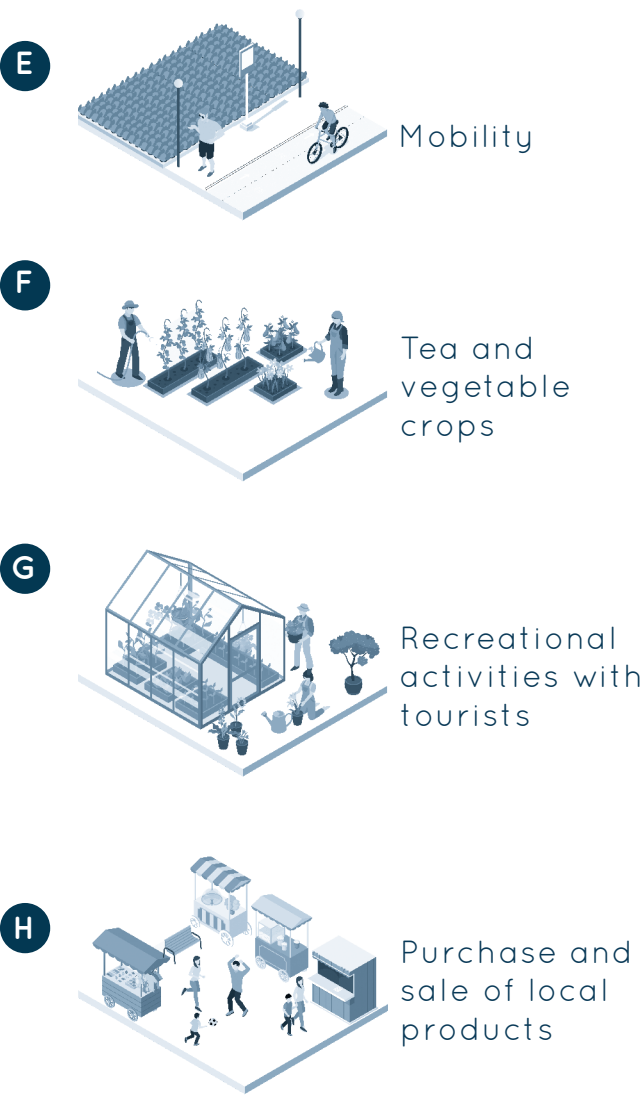 E
Mobility
F
Tea and
vegetable
crops
G
Recreational
activities with
tourists
H
Purchase and
sale of local
products